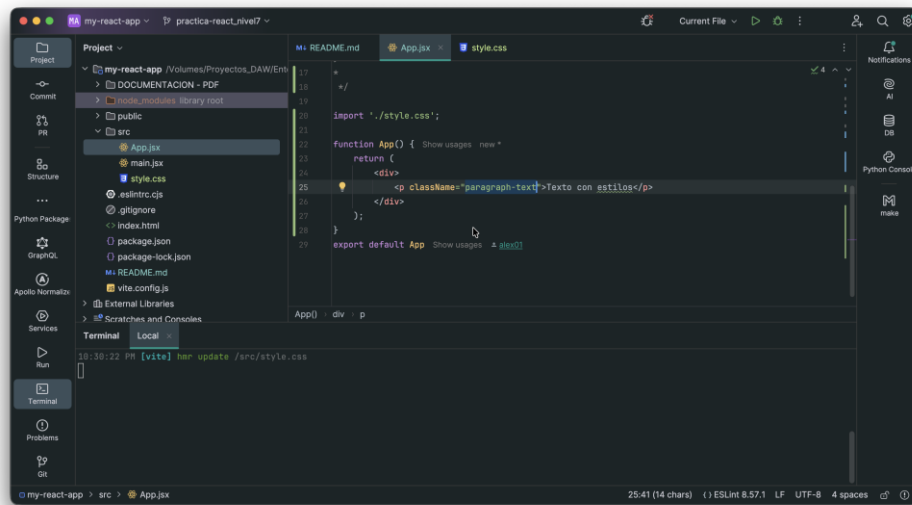 MA my-react-app practica-react_nivel7 Current File
Project
Commit
PR
Structure
Python Package
GraphQL
Apollo Normaliz
Services
Run
Terminal
Problems
Git
Project
my-react-app /Volumes/Proyectos_DAW/Ent
DOCUMENTACION - PDF
node_modules library root
public
src
App.jsx
main.jsx
style.css
.eslintrc.cjs
.gitignore
index.html
package.json
package-lock.json
README.md
vite.config.js
External Libraries
Scratches and Consoles
README.md App.jsx style.css
4
17 *
18 */
19
20 import './style.css';
21
22 function App() { Show usages new *
23 return (
24 <div>
25 <p className="paragraph-text">Texto con estilos</p>
26 </div>
27 );
28 }
29 export default App Show usages alex01
App() › div › p
Notifications
AI
DB
Python Consol
make
Terminal Local
10:30:22 PM [vite] hmr update /src/style.css
my-react-app > src > App.jsx 25:41 (14 chars) ESLint 8.57.1 LF UTF-8 4 spaces